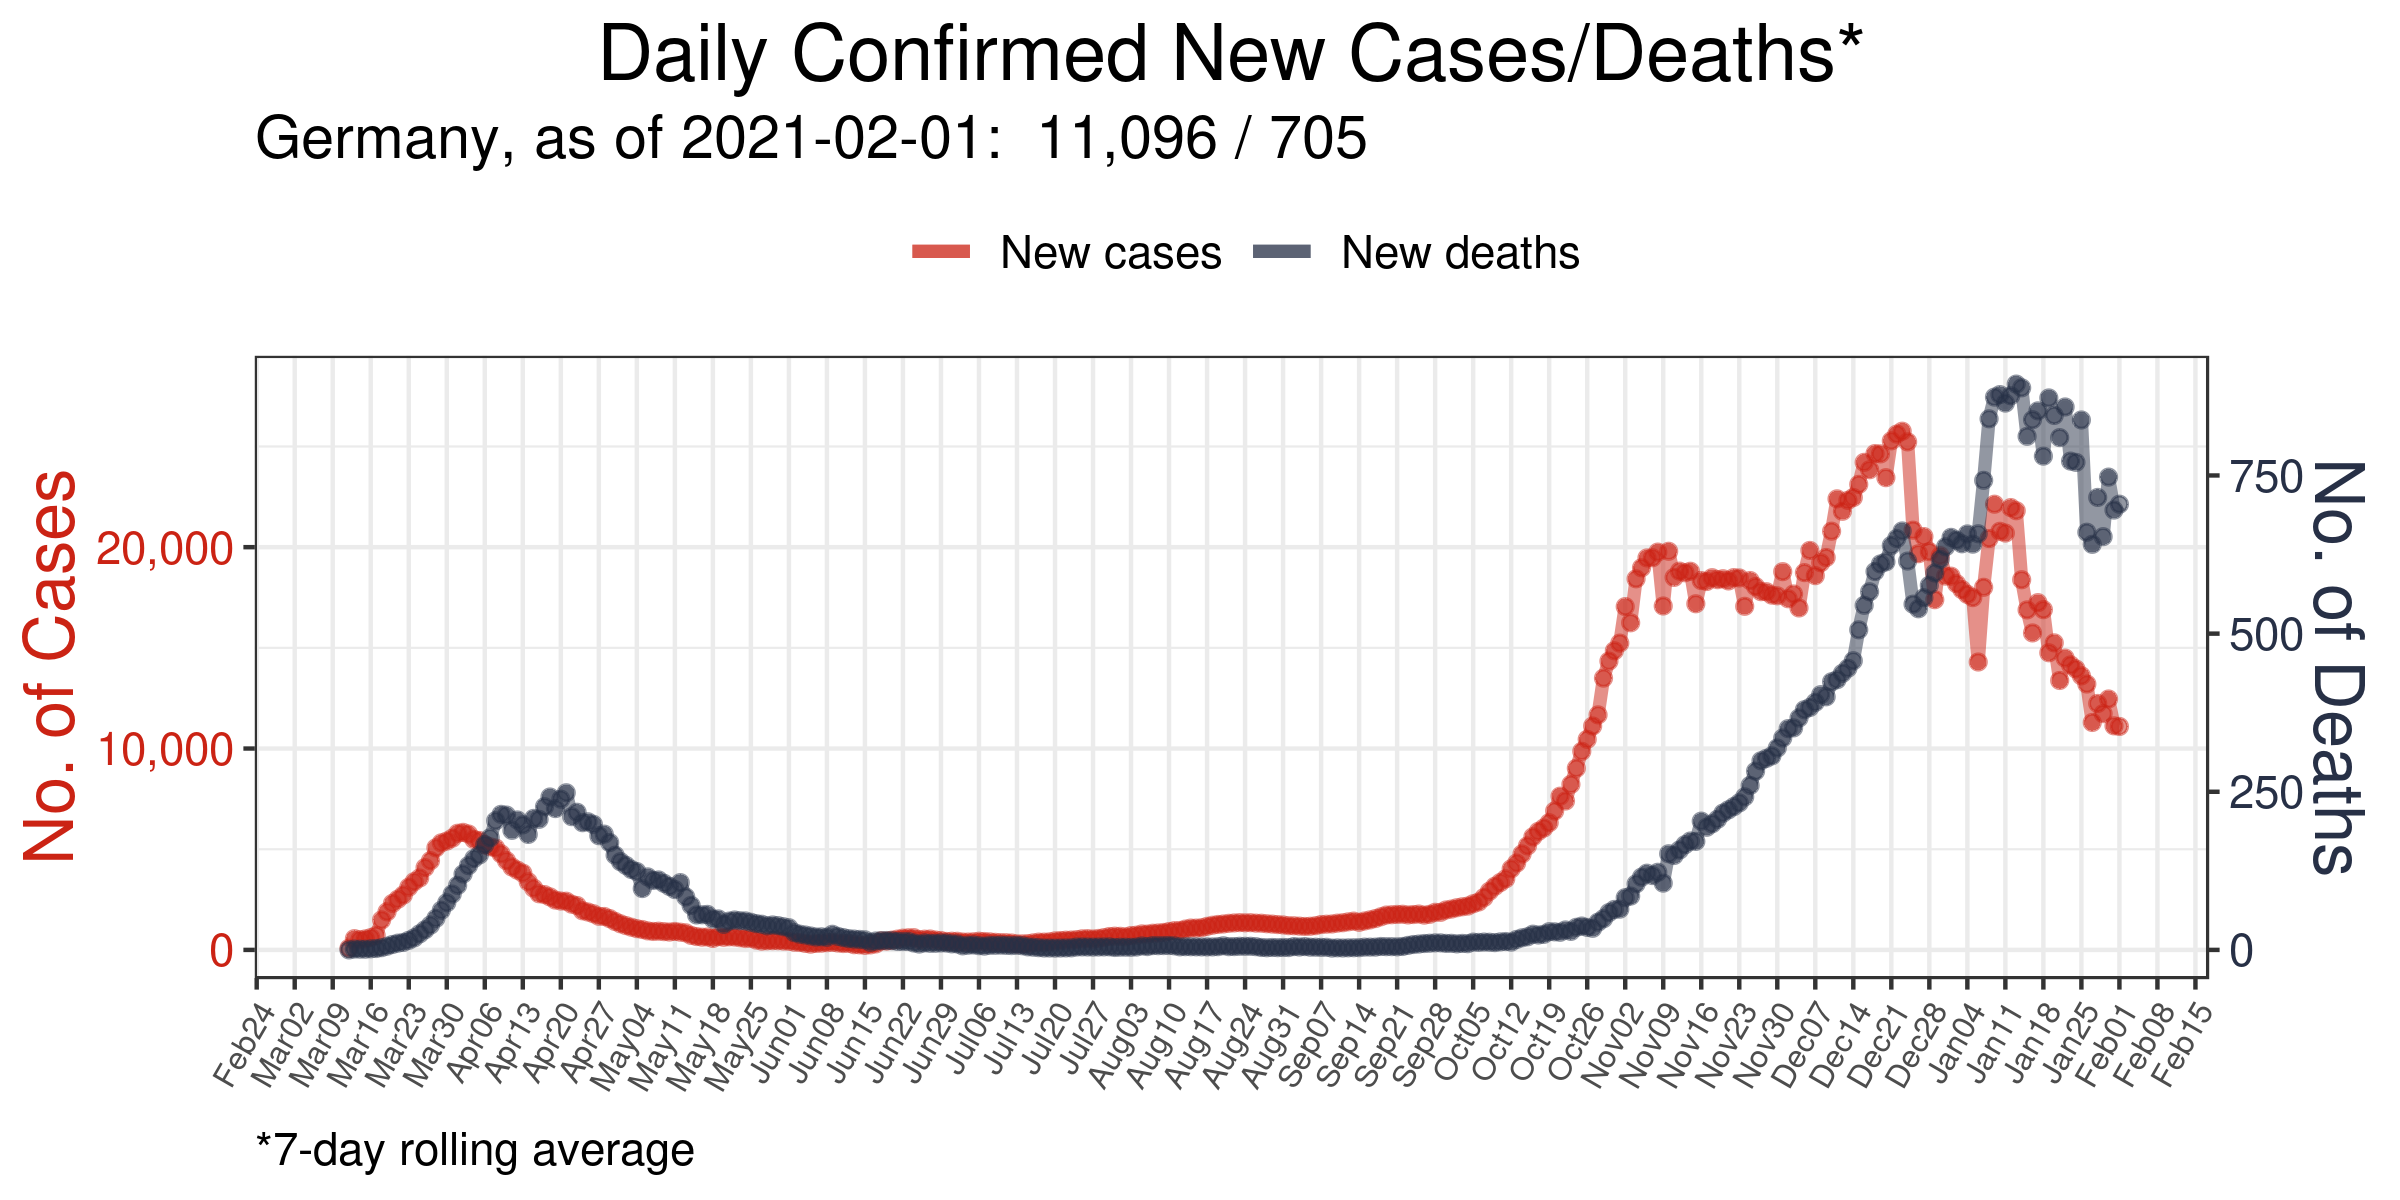 Daily Confirmed New Cases/Deaths*
Germany, as of 2021-02-01:  11,096 / 705
New cases
New deaths
No. of Cases
20,000
10,000
0
No. of Deaths
750
500
250
0
Feb24
Mar02
Mar09
Mar16
Mar23
Mar30
Apr06
Apr13
Apr20
Apr27
May04
May11
May18
May25
Jun01
Jun08
Jun15
Jun22
Jun29
Jul06
Jul13
Jul20
Jul27
Aug03
Aug10
Aug17
Aug24
Aug31
Sep07
Sep14
Sep21
Sep28
Oct05
Oct12
Oct19
Oct26
Nov02
Nov09
Nov16
Nov23
Nov30
Dec07
Dec14
Dec21
Dec28
Jan04
Jan11
Jan18
Jan25
Feb01
Feb08
Feb15
*7-day rolling average